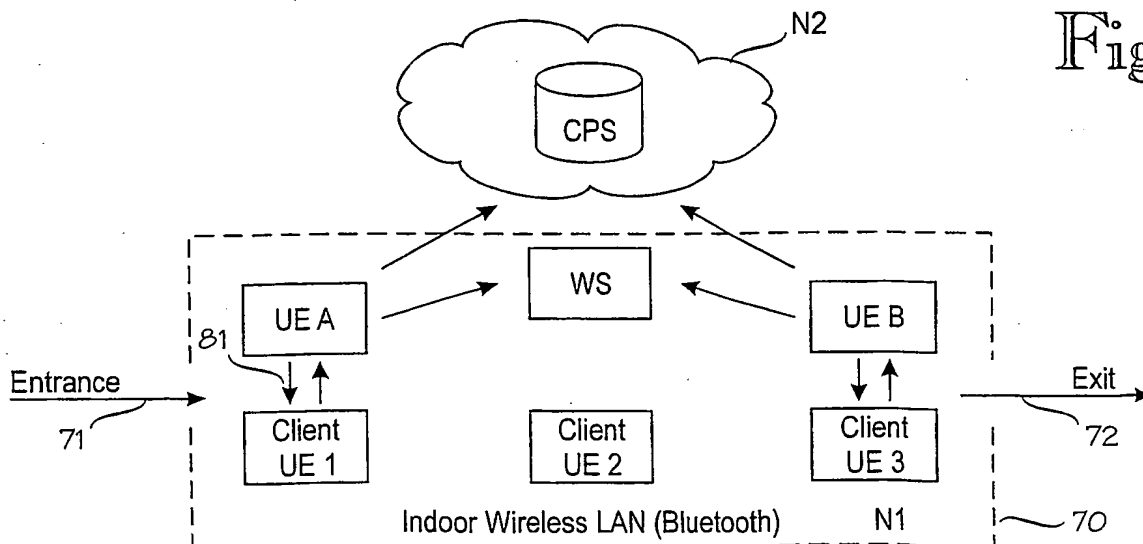 N2
Fig
CPS
WS
UE A
UE B
81
Entrance
Exit
71
72
Client
UE 1
Client
UE 2
Client
UE 3
Indoor Wireless LAN (Bluetooth)
N1
70